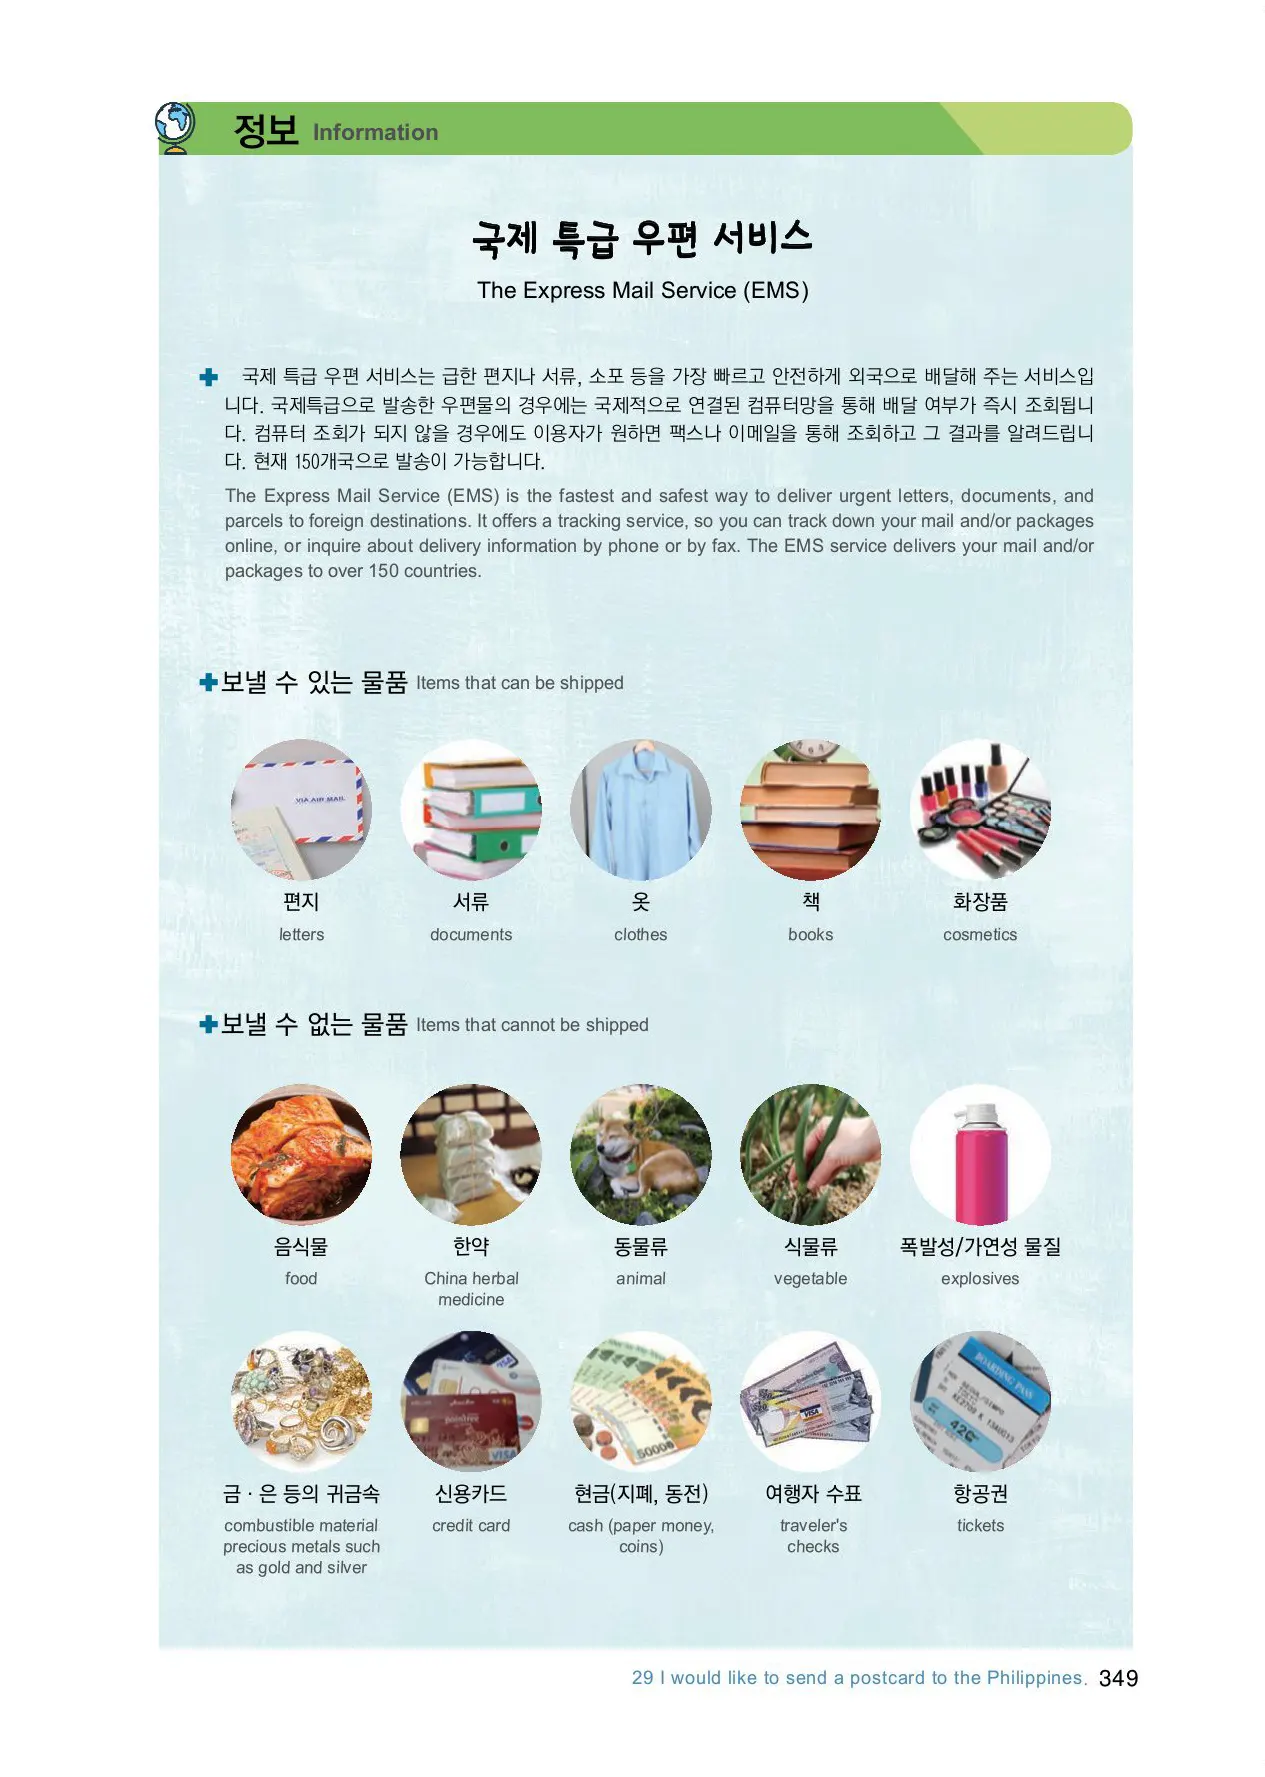 정보 Information
국제 특급 우편 서비스
The Express Mail Service (EMS)
국제 특급 우편 서비스는 급한 편지나 서류, 소포 등을 가장 빠르고 안전하게 외국으로 배달해 주는 서비스입
니다. 국제특급으로 발송한 우편물의 경우에는 국제적으로 연결된 컴퓨터망을 통해 배달 여부가 즉시 조회됩니
다. 컴퓨터 조회가 되지 않을 경우에도 이용자가 원하면 팩스나 이메일을 통해 조회하고 그 결과를 알려드립니
다. 현재 150개국으로 발송이 가능합니다.
The Express Mail Service (EMS) is the fastest and safest way to deliver urgent letters, documents, and
parcels to foreign destinations. It offers a tracking service, so you can track down your mail and/or packages
online, or inquire about delivery information by phone or by fax. The EMS service delivers your mail and/or
packages to over 150 countries.
보낼 수 있는 물품 Items that can be shipped
VIA AIR MAIL
편지 서류 옷 책 화장품
letters documents clothes books cosmetics
보낼 수 없는 물품 Items that cannot be shipped
음식물 한약 동물류 식물류 폭발성/가연성 물질
food China herbal animal vegetable explosives
medicine
VISA
BOARDING PASS
VISA
50000
VISA
금·은 등의 귀금속 신용카드 현금(지폐, 동전) 여행자 수표 항공권
combustible material credit card cash (paper money, traveler's tickets
precious metals such coins) checks
as gold and silver
29 I would like to send a postcard to the Philippines. 349